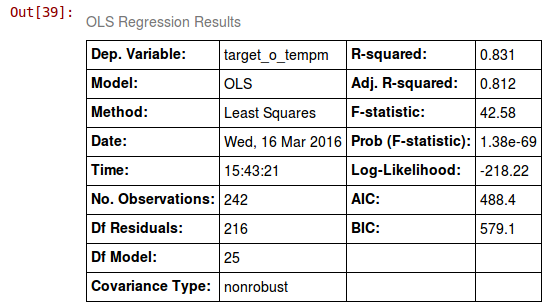 Out[39]:
OLS Regression Results
Dep. Variable: target_o_tempm R-squared: 0.831
Model: OLS Adj. R-squared: 0.812
Method: Least Squares F-statistic: 42.58
Date: Wed, 16 Mar 2016 Prob (F-statistic): 1.38e-69
Time: 15:43:21 Log-Likelihood: -218.22
No. Observations: 242 AIC: 488.4
Df Residuals: 216 BIC: 579.1
Df Model: 25
Covariance Type: nonrobust